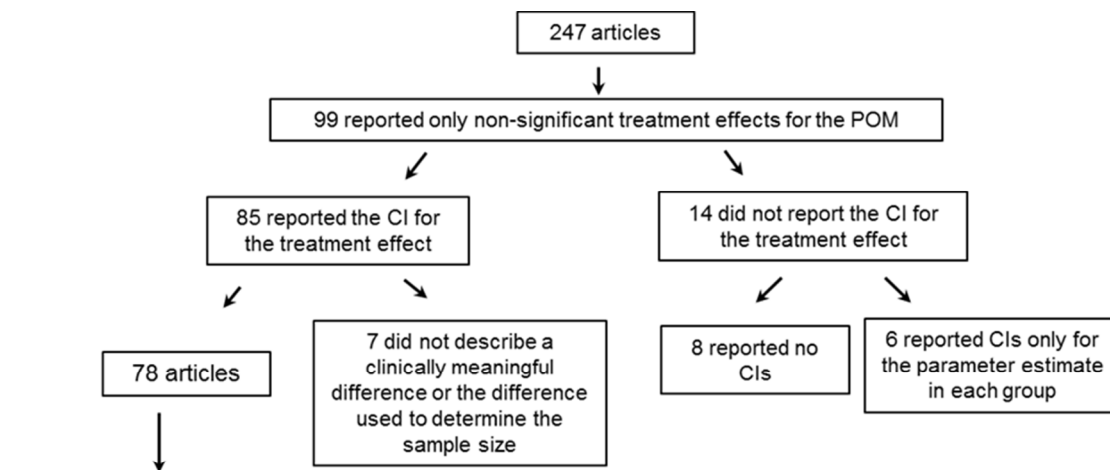 247 articles
99 reported only non-significant treatment effects for the POM
85 reported the CI for
the treatment effect
14 did not report the CI for
the treatment effect
78 articles
7 did not describe a
clinically meaningful
difference or the difference
used to determine the
sample size
8 reported no
CIs
6 reported CIs only for
the parameter estimate
in each group